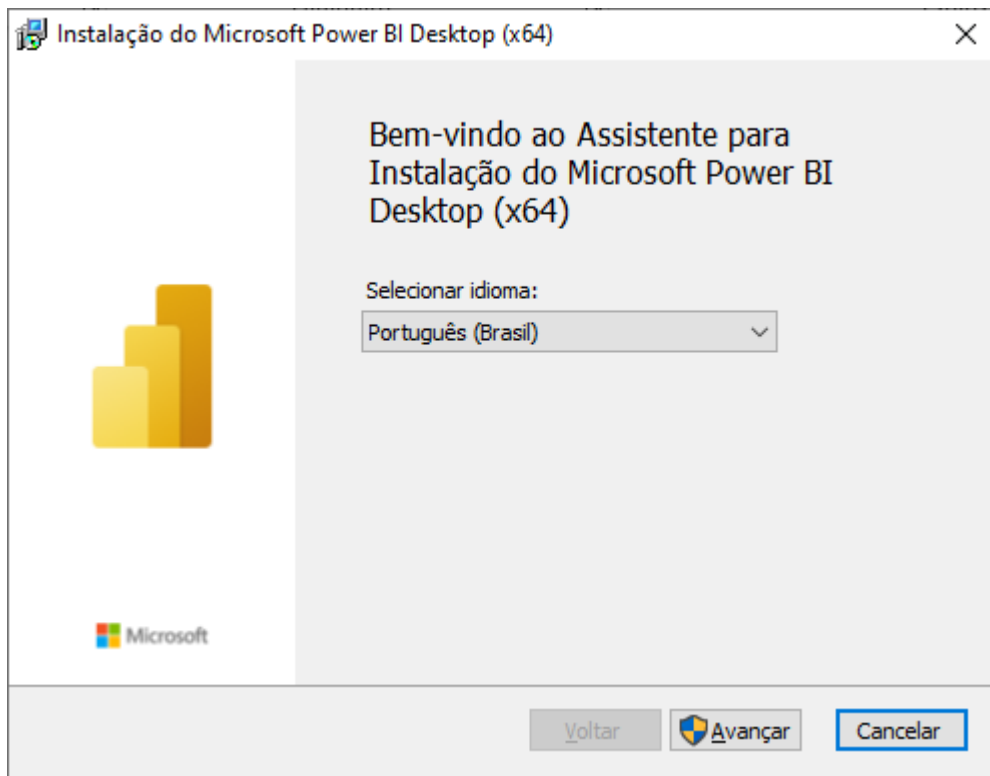 Instalação do Microsoft Power BI Desktop (x64)
Bem-vindo ao Assistente para
Instalação do Microsoft Power BI
Desktop (x64)
Selecionar idioma:
Português (Brasil)
Microsoft
Voltar
Avançar
Cancelar